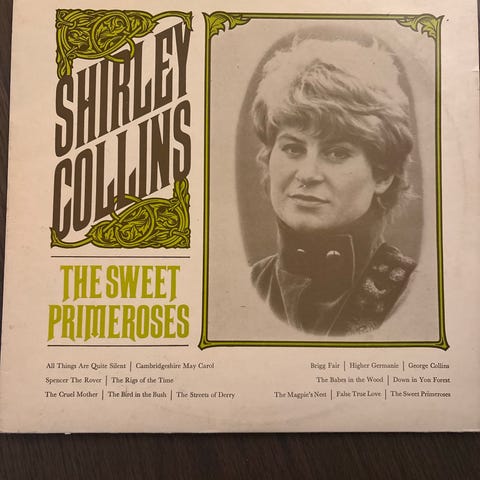 SHIRLEY
COLLINS
THE SWEET
PRIMEROSES
All Things Are Quite Silent | Cambridgeshire May Carol
Spencer The Rover | The Rigs of the Time
The Cruel Mother | The Bird in the Bush | The Streets of Derry
Brigg Fair | Higher Germanie | George Collins
The Babes in the Wood | Down in Yon Forest
The Magpie's Nest | False True Love | The Sweet Primeroses